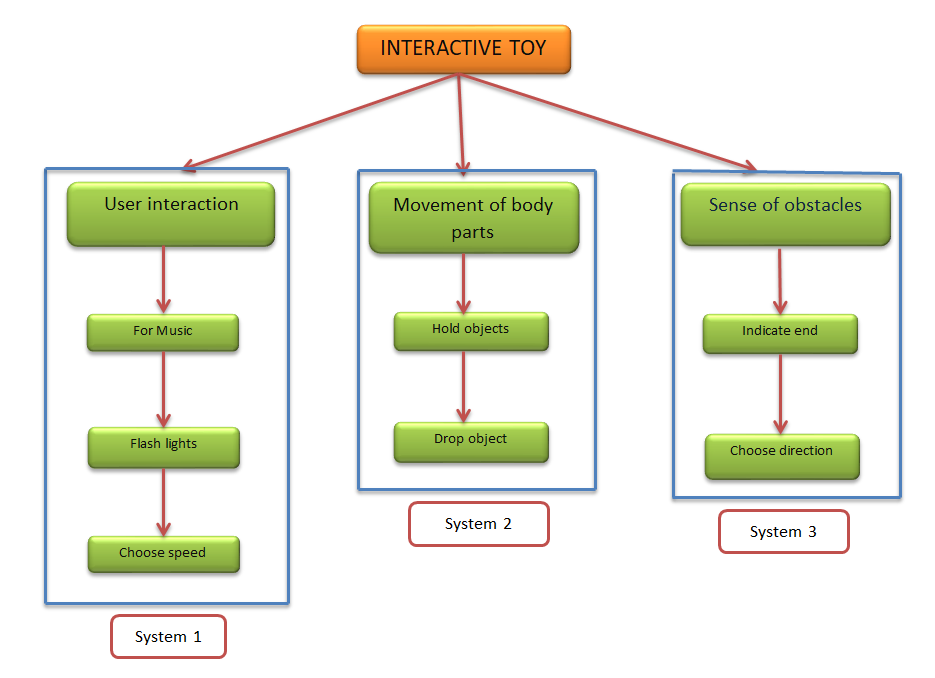 INTERACTIVE TOY
User interaction
For Music
Flash lights
Choose speed
System 1
Movement of body
parts
Hold objects
Drop object
System 2
Sense of obstacles
Indicate end
Choose direction
System 3